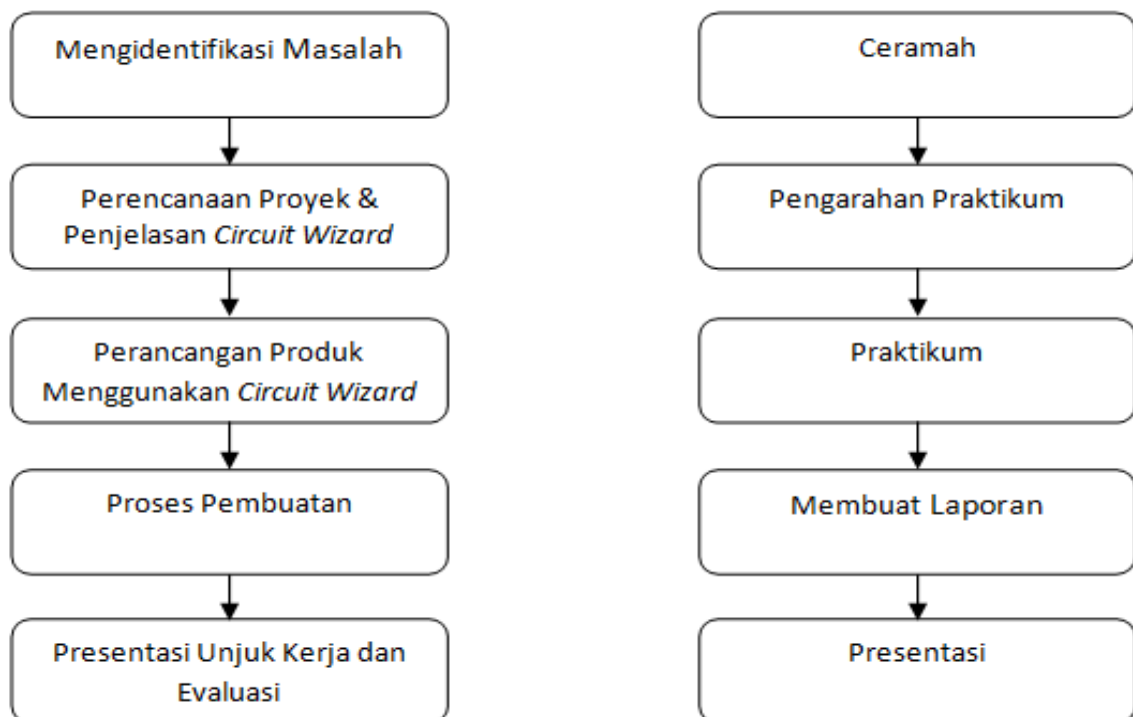 Mengidentifikasi Masalah
Perencanaan Proyek &
Penjelasan Circuit Wizard
Perancangan Produk
Menggunakan Circuit Wizard
Proses Pembuatan
Presentasi Unjuk Kerja dan
Evaluasi
Ceramah
Pengarahan Praktikum
Praktikum
Membuat Laporan
Presentasi